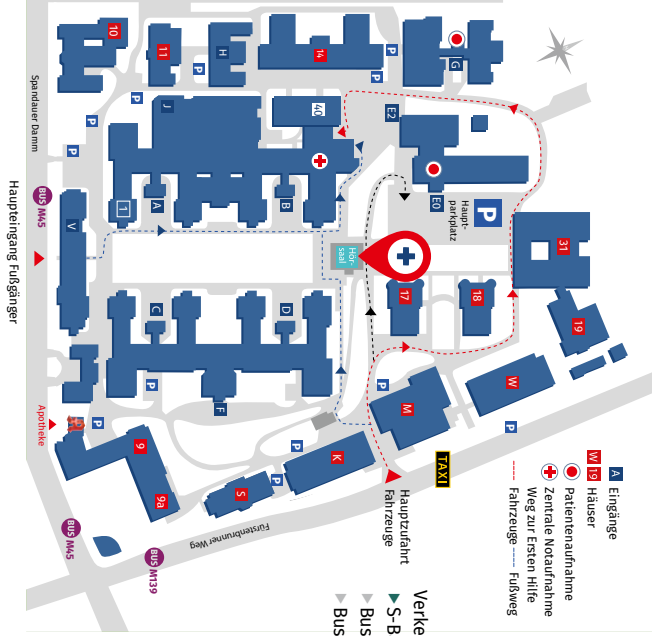 10
11
H
14
G
P
P
P
P
P
P
J
40
E2
E0
Haupt-
parkplatz
P
1
A
B
V
Hör-
saal
31
17
18
19
C
D
F
P
P
P
P
P
P
M
W
K
S
9
9a
TAXI
Spandauer Damm
BUS M45
Haupteingang Fußgänger
Apotheke
BUS M45
BUS M139
Fürstenbrunner Weg
Hauptzufahrt
Fahrzeuge
A Eingänge
W 19 Häuser
Patientenaufnahme
Zentrale Notaufnahme
Weg zur Ersten Hilfe
Fahrzeuge Fußweg
Verke
S-B
Bus
Bus